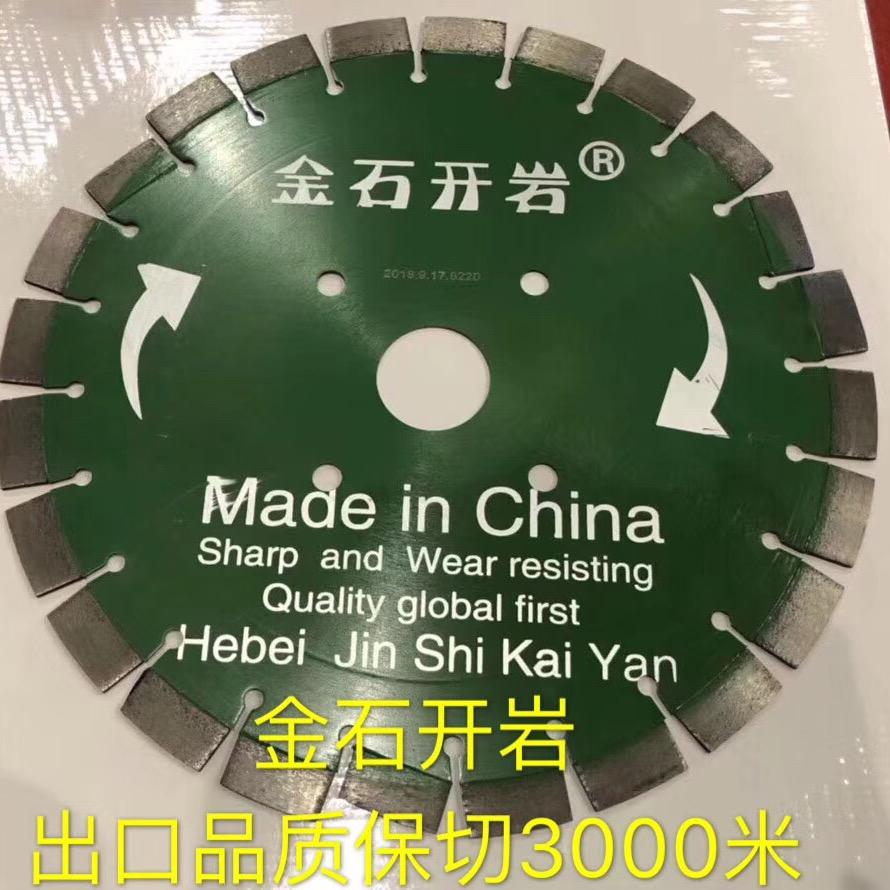 金石开岩®
2018.9.17.6220
Made in China
Sharp and Wear resisting
Quality global first
Hebei Jin Shi Kai Yan
金石开岩
出口品质保切3000米